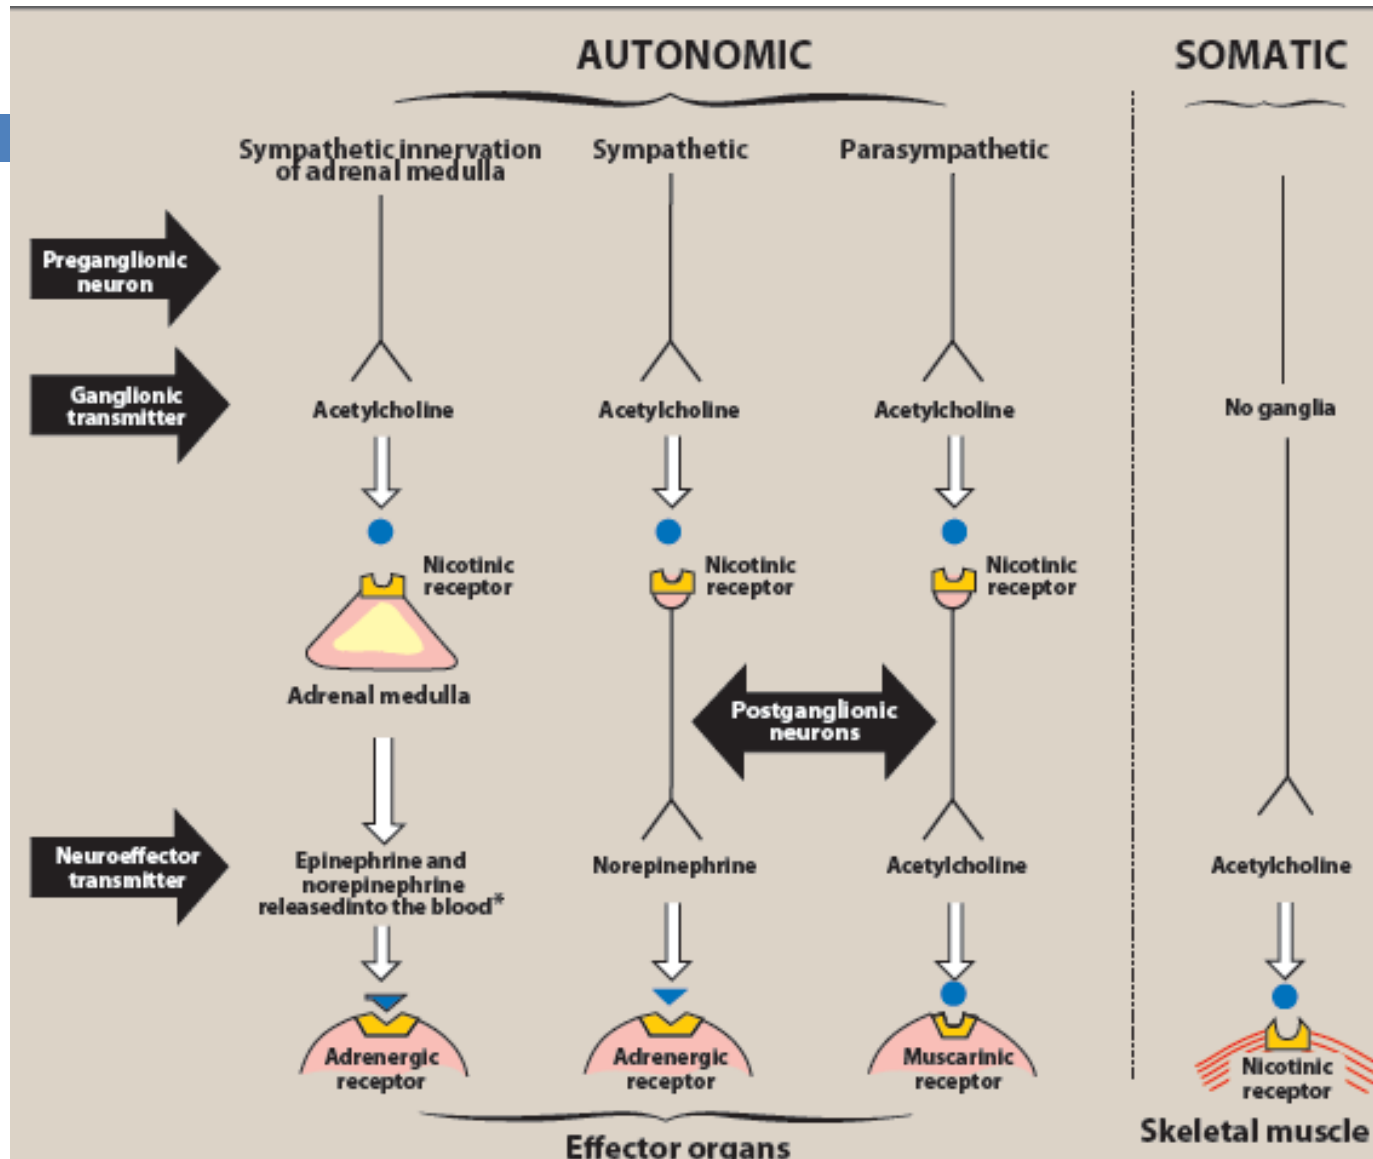 AUTONOMIC
SOMATIC
Sympathetic innervation
of adrenal medulla
Sympathetic
Parasympathetic
Preganglionic
neuron
Ganglionic
transmitter
Acetylcholine
Acetylcholine
Acetylcholine
No ganglia
Nicotinic
receptor
Nicotinic
receptor
Nicotinic
receptor
Adrenal medulla
Postganglionic
neurons
Neuroeffector
transmitter
Epinephrine and
norepinephrine
releasedinto the blood*
Norepinephrine
Acetylcholine
Acetylcholine
Adrenergic
receptor
Adrenergic
receptor
Muscarinic
receptor
Nicotinic
receptor
Effector organs
Skeletal muscle